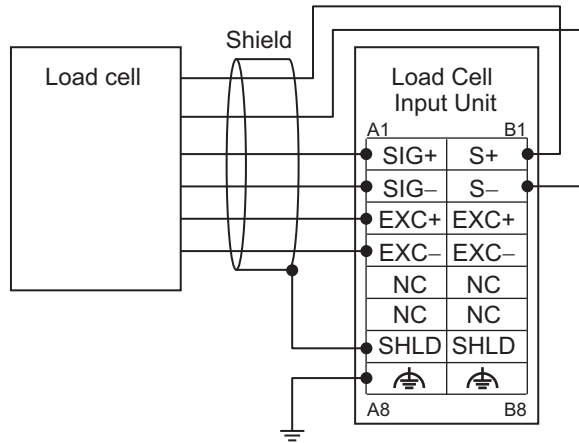 Shield
Load cell
Load Cell
Input Unit
A1 B1
SIG+ S+
SIG− S−
EXC+ EXC+
EXC− EXC−
NC NC
NC NC
SHLD SHLD
A8 B8